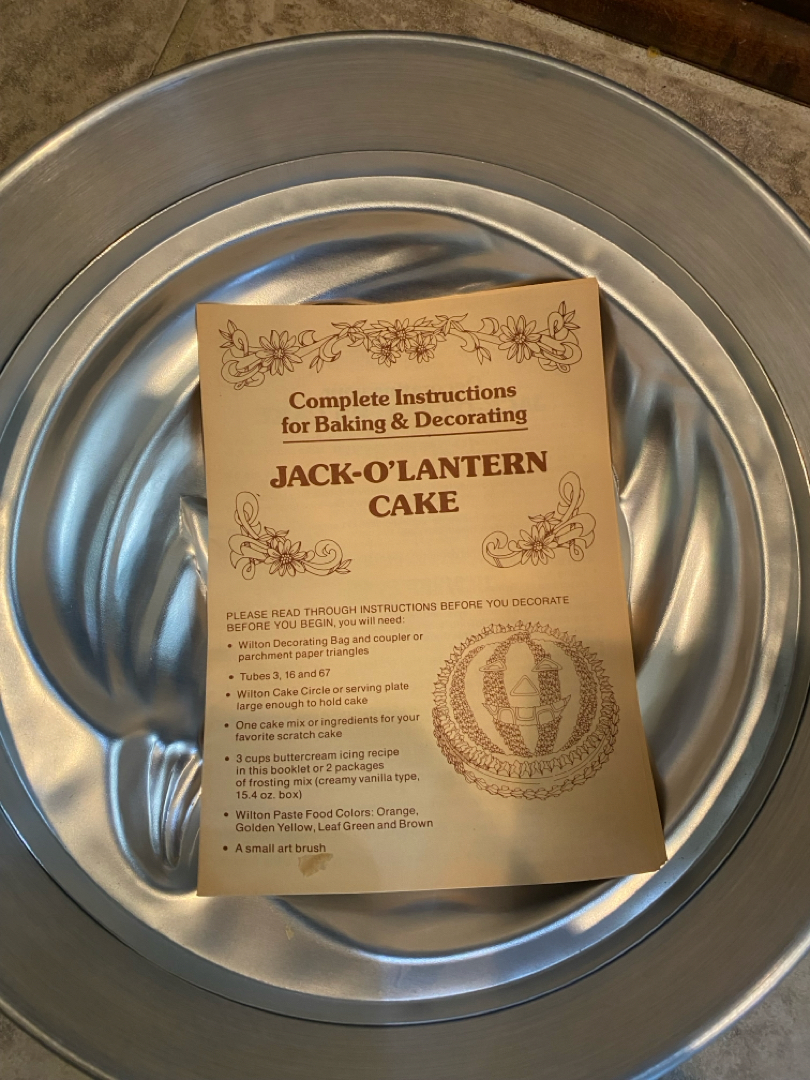 Complete Instructions
for Baking & Decorating
JACK-O'LANTERN
CAKE
PLEASE READ THROUGH INSTRUCTIONS BEFORE YOU DECORATE
BEFORE YOU BEGIN, you will need:
• Wilton Decorating Bag and coupler or
parchment paper triangles
• Tubes 3, 16 and 67
• Wilton Cake Circle or serving plate
large enough to hold cake
• One cake mix or ingredients for your
favorite scratch cake
• 3 cups buttercream icing recipe
in this booklet or 2 packages
of frosting mix (creamy vanilla type,
15.4 oz. box)
• Wilton Paste Food Colors: Orange,
Golden Yellow, Leaf Green and Brown
• A small art brush